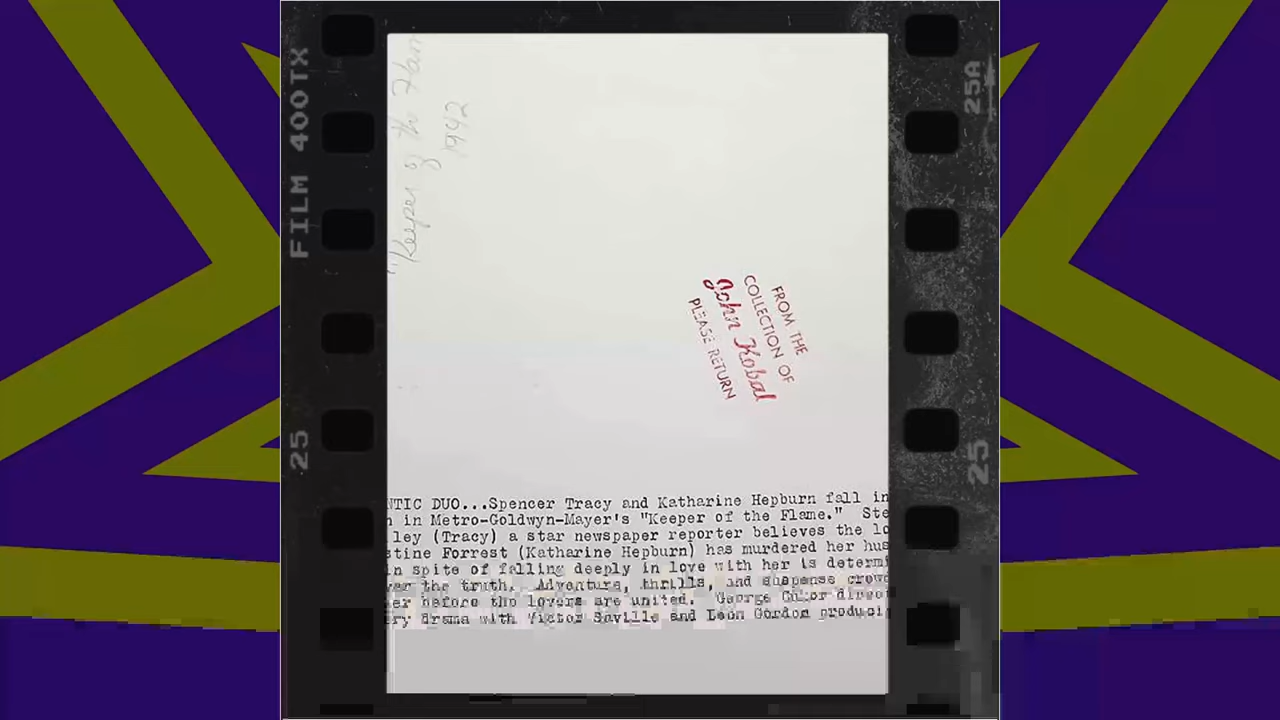 "Keeper of the Flam
1942
FROM THE
COLLECTION OF
John Kobal
PLEASE RETURN
NTIC DUO...Spencer Tracy and Katharine Hepburn fall in
n in Metro-Goldwyn-Mayer's "Keeper of the Flame." Ste
ley (Tracy) a star newspaper reporter believes the lo
stine Forrest (Katharine Hepburn) has murdered her hus
in spite of falling deeply in love with her is determi
ver the truth. Adventure, thrills, and suspense crowd
er before the lovers are united. George Cukor direct
ery drama with Victor Saville and Leon Gordon produci
FILM 400TX
25
25A
25